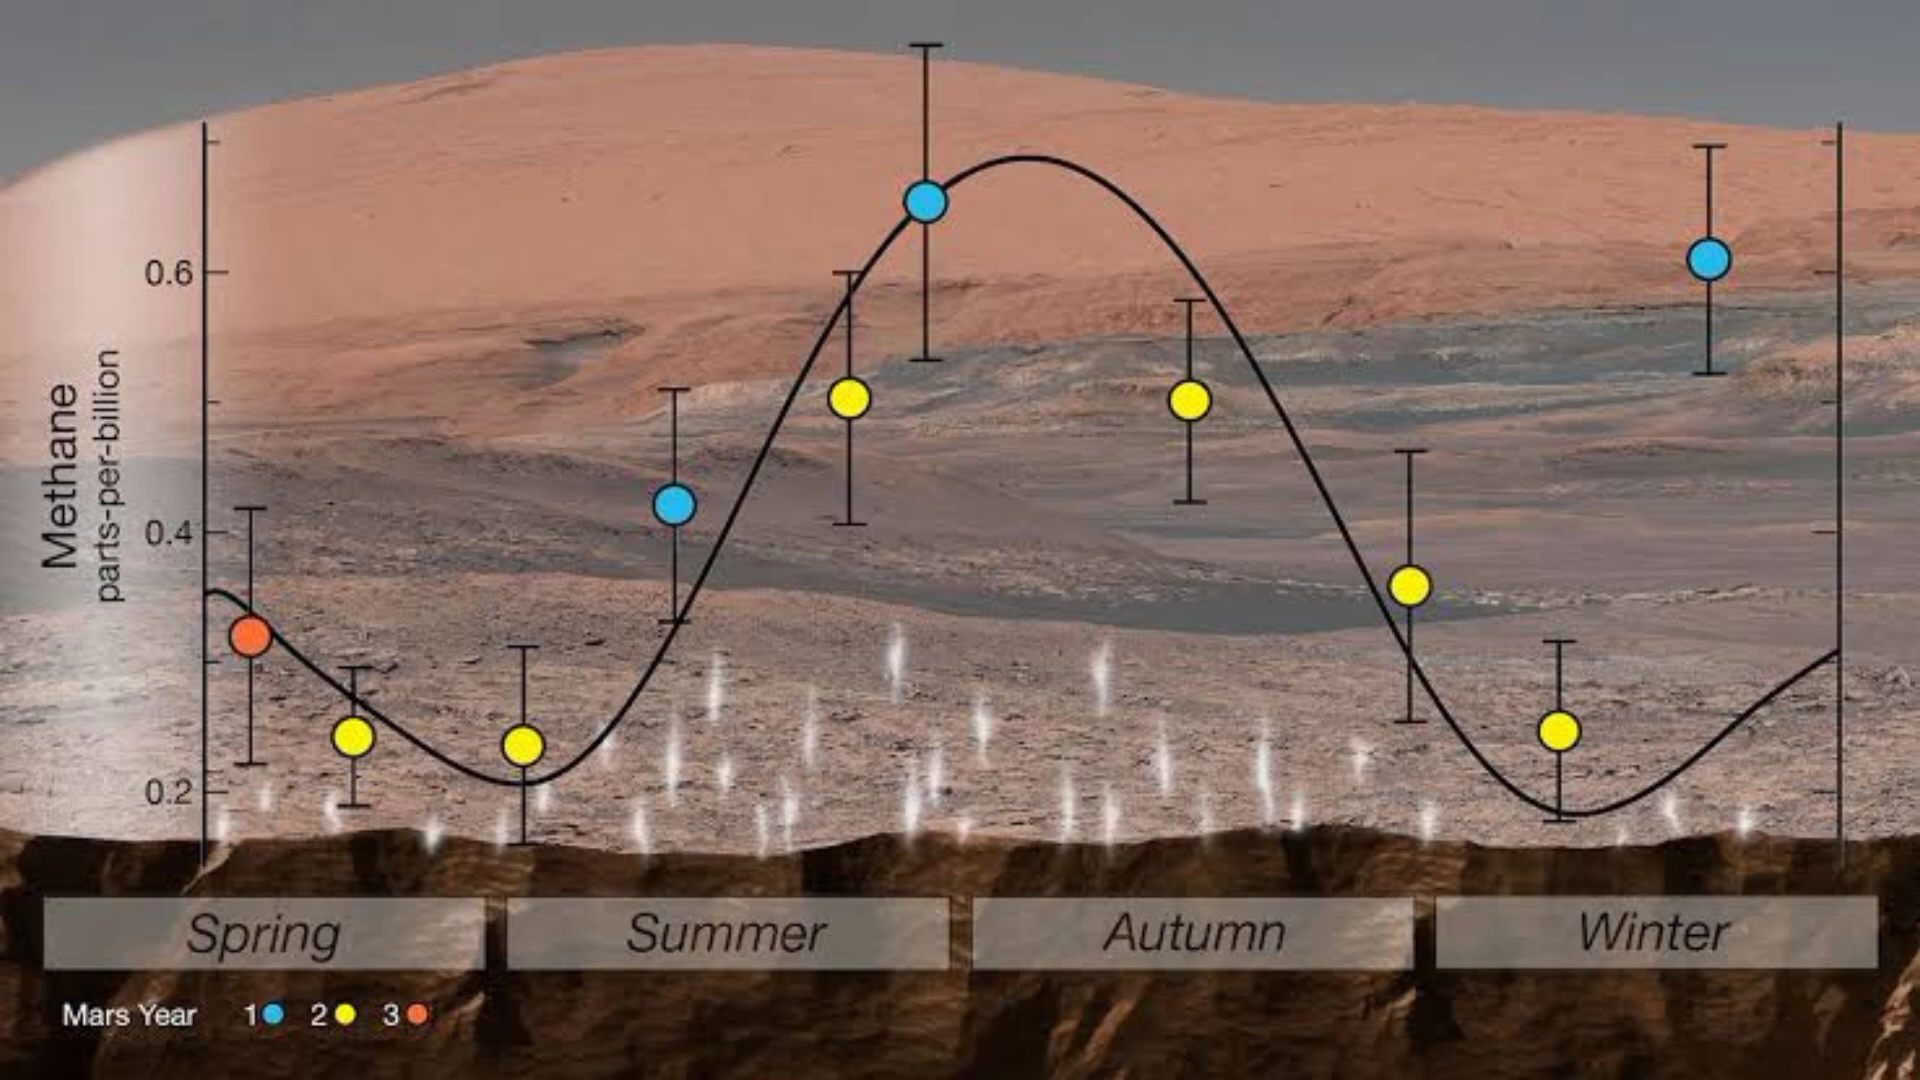 0.6
0.4
0.2
Methane
parts-per-billion
Spring Summer Autumn Winter
Mars Year 1 2 3